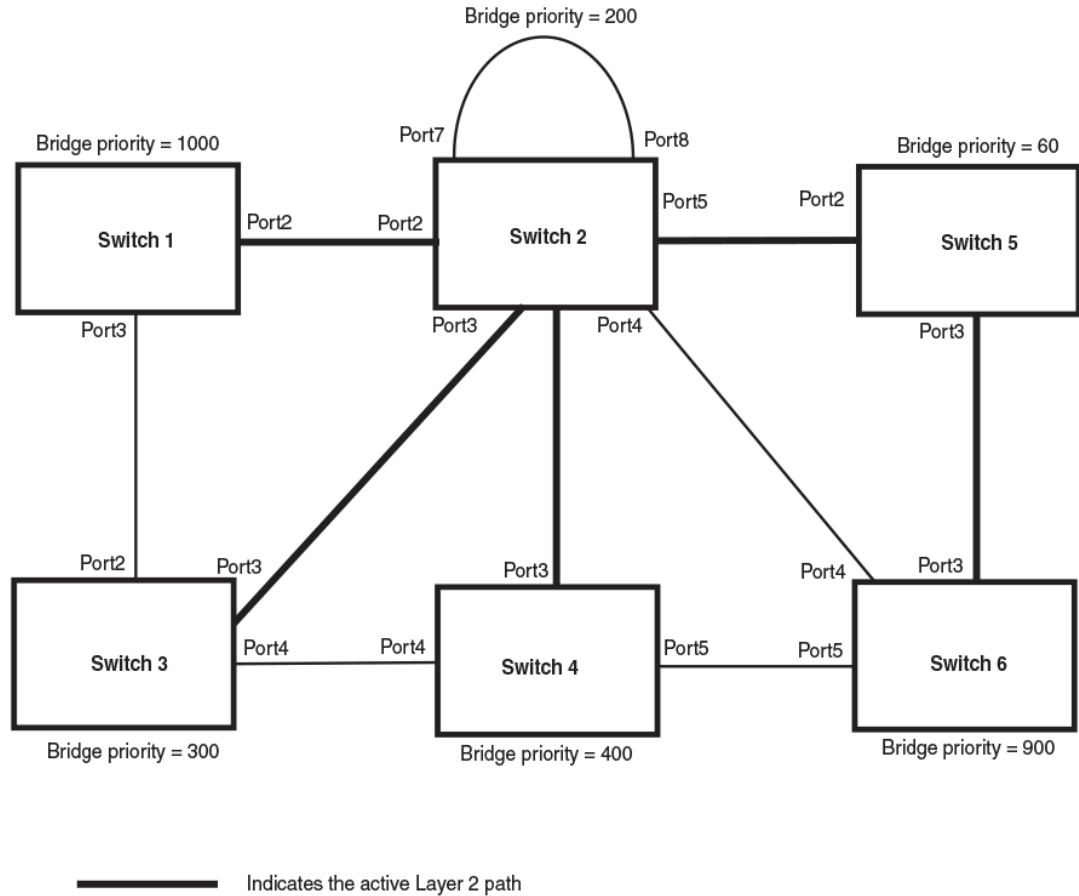 Bridge priority = 200
Port7
Port8
Bridge priority = 1000
Bridge priority = 60
Port2
Port2
Port5
Port2
Switch 1
Switch 2
Switch 5
Port3
Port3
Port4
Port3
Port2
Port3
Port3
Port4
Port3
Port4
Port4
Port5
Port5
Switch 3
Switch 4
Switch 6
Bridge priority = 300
Bridge priority = 400
Bridge priority = 900
Indicates the active Layer 2 path